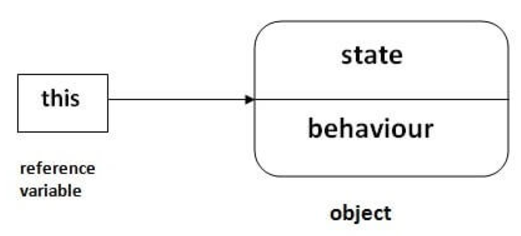 state
this
behaviour
reference
variable
object